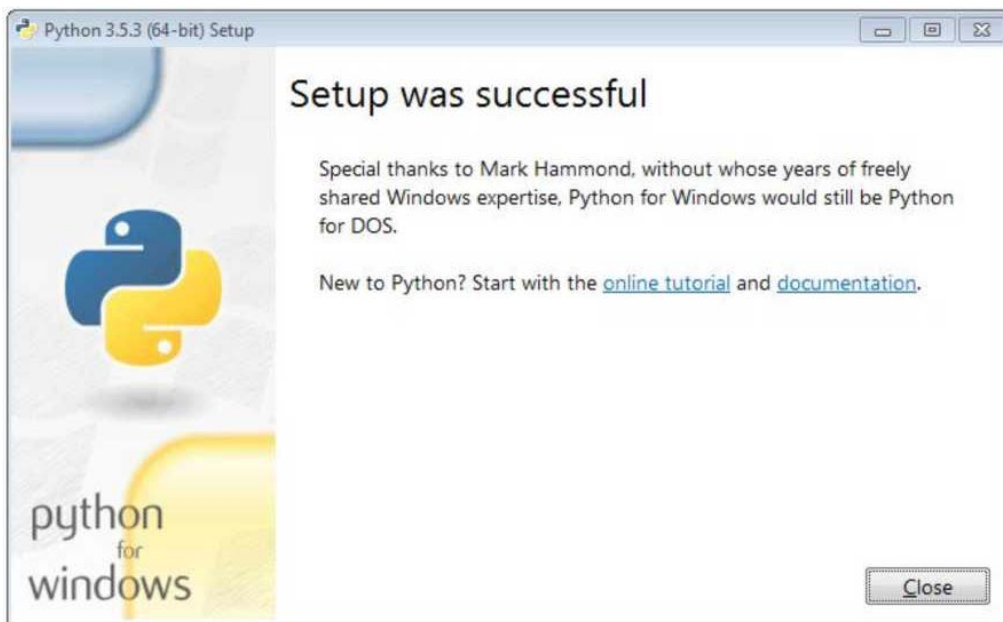 Python 3.5.3 (64-bit) Setup
Setup was successful
Special thanks to Mark Hammond, without whose years of freely
shared Windows expertise, Python for Windows would still be Python
for DOS.
New to Python? Start with the online tutorial and documentation.
python
for
windows
Close